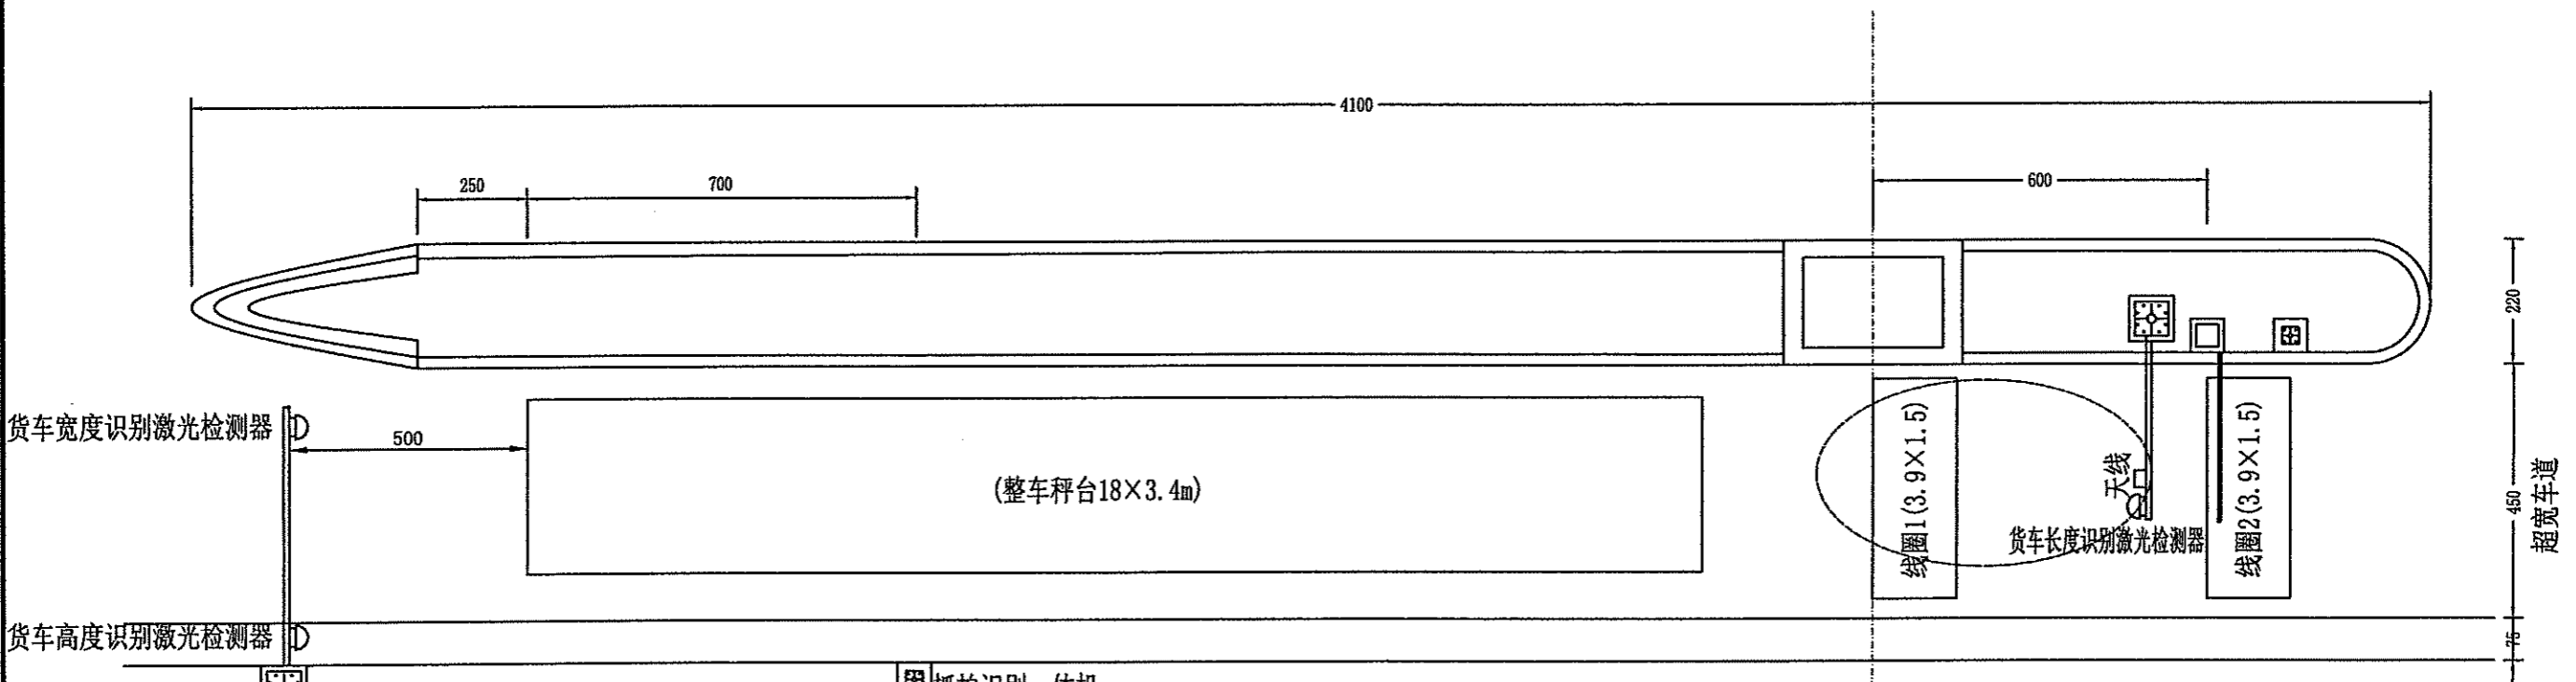 4100
250
700
600
220
货车宽度识别激光检测器
500
(整车秤台18×3.4m)
线圈1(3.9×1.5)
天线
货车长度识别激光检测器
线圈2(3.9×1.5)
450
超宽车道
货车高度识别激光检测器
75